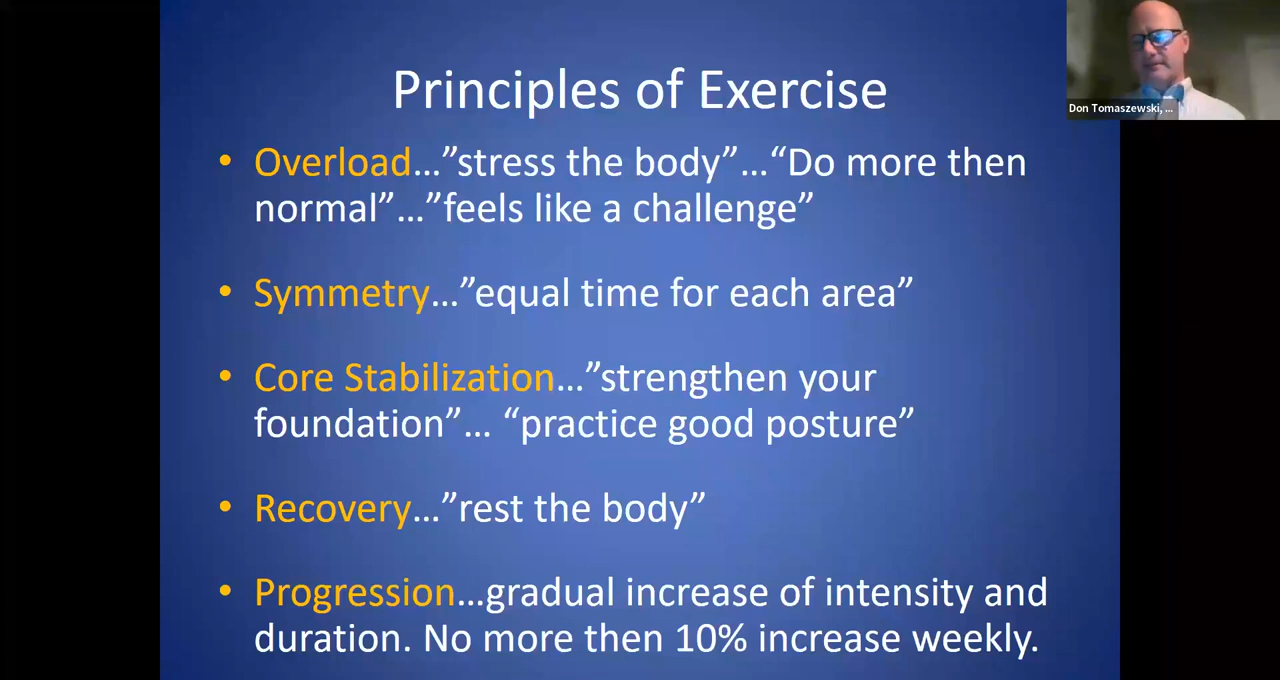 Principles of Exercise
• Overload…”stress the body”…“Do more then
normal”…”feels like a challenge”
• Symmetry…”equal time for each area”
• Core Stabilization…”strengthen your
foundation”… “practice good posture”
• Recovery…”rest the body”
• Progression…gradual increase of intensity and
duration. No more then 10% increase weekly.
Don Tomaszewski, ...